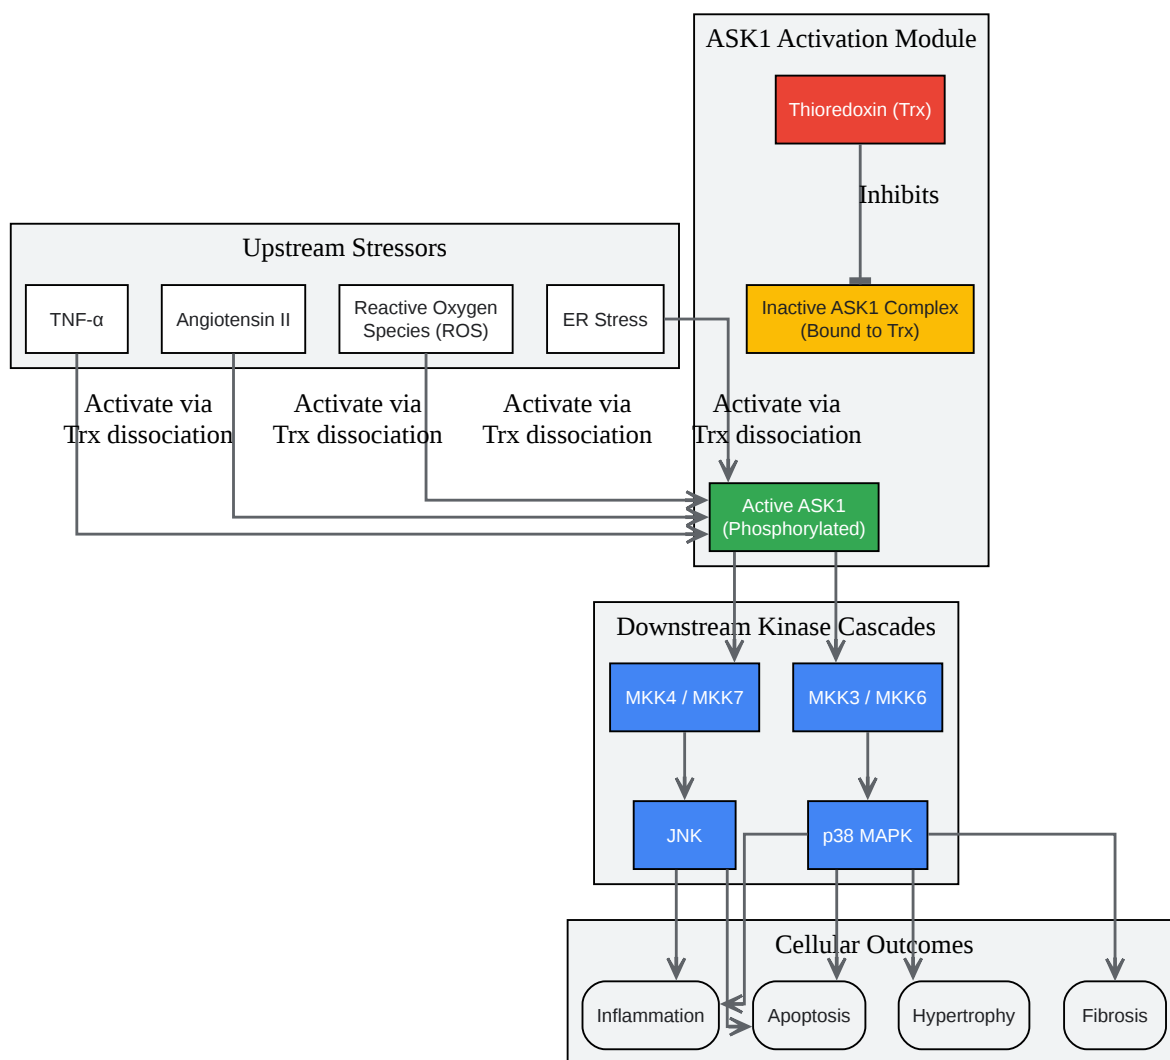 ASK1 Activation Module
Thioredoxin (Trx)
Inhibits
Upstream Stressors
TNF-α
Angiotensin II
Reactive Oxygen
Species (ROS)
ER Stress
Inactive ASK1 Complex
(Bound to Trx)
Activate via
Trx dissociation
Activate via
Trx dissociation
Activate via
Trx dissociation
Activate via
Trx dissociation
Active ASK1
(Phosphorylated)
Downstream Kinase Cascades
MKK4 / MKK7
MKK3 / MKK6
JNK
p38 MAPK
Cellular Outcomes
Inflammation
Apoptosis
Hypertrophy
Fibrosis